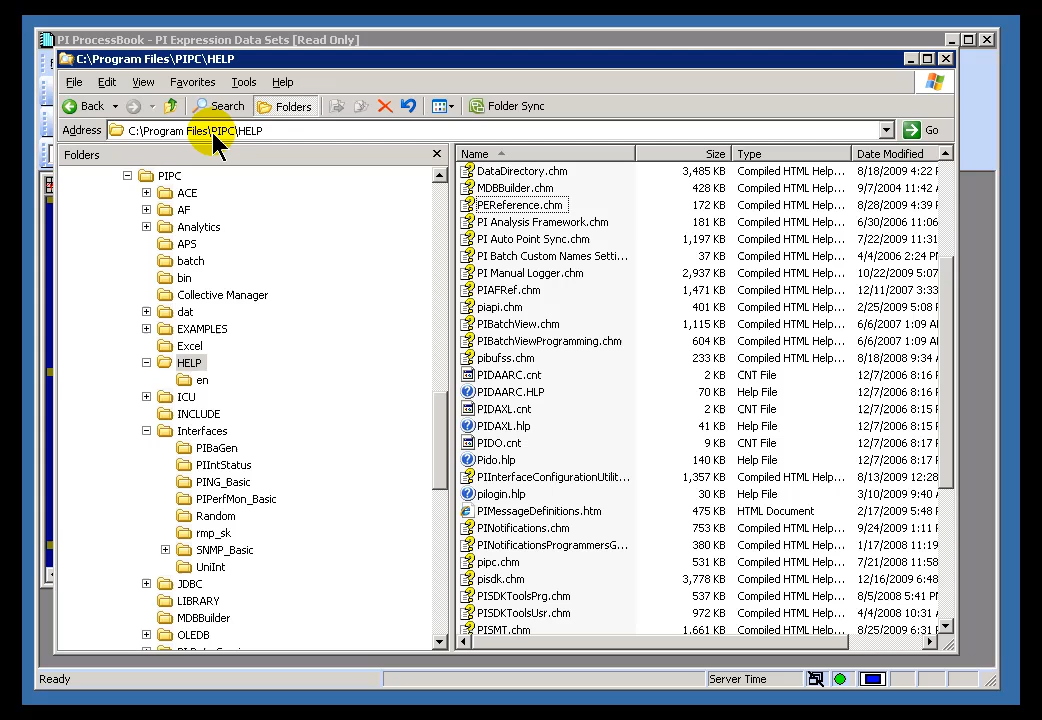 PI ProcessBook - PI Expression Data Sets [Read Only]
C:\Program Files\PIPC\HELP
File Edit View Favorites Tools Help
Back Search Folders Folder Sync
Address C:\Program Files\PIPC\HELP Go
Folders
Name Size Type Date Modified
PIPC
ACE
AF
Analytics
APS
batch
bin
Collective Manager
dat
EXAMPLES
Excel
HELP
en
ICU
INCLUDE
Interfaces
PIBaGen
PIIntStatus
PING_Basic
PIPerfMon_Basic
Random
rmp_sk
SNMP_Basic
UniInt
JDBC
LIBRARY
MDBBuilder
OLEDB
DataDirectory.chm 3,485 KB Compiled HTML Help... 8/18/2009 4:22 P
MDBBuilder.chm 428 KB Compiled HTML Help... 9/7/2004 11:42
PEReference.chm 172 KB Compiled HTML Help... 8/28/2009 4:39 P
PI Analysis Framework.chm 181 KB Compiled HTML Help... 6/30/2006 11:06
PI Auto Point Sync.chm 1,197 KB Compiled HTML Help... 7/22/2009 11:31
PI Batch Custom Names Setti... 37 KB Compiled HTML Help... 4/4/2006 2:24 P
PI Manual Logger.chm 2,937 KB Compiled HTML Help... 10/22/2009 5:07
PIAFRef.chm 1,471 KB Compiled HTML Help... 12/11/2007 3:33
piapi.chm 401 KB Compiled HTML Help... 2/25/2009 5:08 P
PIBatchView.chm 1,115 KB Compiled HTML Help... 6/6/2007 1:09 A
PIBatchViewProgramming.chm 604 KB Compiled HTML Help... 6/6/2007 1:09 A
pibufss.chm 233 KB Compiled HTML Help... 8/18/2008 9:34
PIDAARC.cnt 2 KB CNT File 12/7/2006 8:16 P
PIDAARC.HLP 70 KB Help File 12/7/2006 8:16 P
PIDAXL.cnt 2 KB CNT File 12/7/2006 8:15 P
PIDAXL.hlp 41 KB Help File 12/7/2006 8:15 P
PIDO.cnt 9 KB CNT File 12/7/2006 8:17 P
Pido.hlp 140 KB Help File 12/7/2006 8:17 P
PIInterfaceConfigurationUtilit... 1,357 KB Compiled HTML Help... 8/13/2009 12:28
pilogin.hlp 30 KB Help File 3/10/2009 9:40
PIMessageDefinitions.htm 475 KB HTML Document 2/17/2009 5:48 P
PINotifications.chm 753 KB Compiled HTML Help... 9/24/2009 1:11 P
PINotificationsProgrammersG... 380 KB Compiled HTML Help... 1/17/2008 11:19
pipc.chm 531 KB Compiled HTML Help... 7/21/2008 11:58
pisdk.chm 3,778 KB Compiled HTML Help... 12/16/2009 6:48
PISDKToolsPrg.chm 537 KB Compiled HTML Help... 8/5/2008 5:41 P
PISDKToolsUsr.chm 972 KB Compiled HTML Help... 4/4/2008 10:31
PISMT.chm 1,661 KB Compiled HTML Help... 8/25/2009 6:31
Ready Server Time